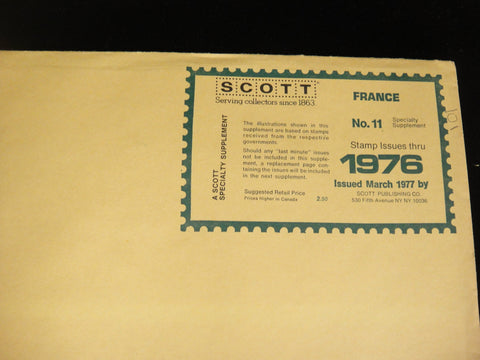 SCOTT
Serving collectors since 1863.
A SCOTT
SPECIALTY SUPPLEMENT
The illustrations shown in this
supplement are based on stamps
received from the respective
governments.
Should any "last minute" issues
not be included in this supple-
ment, a replacement page con-
taining the issues will be included
in the next supplement.
Suggested Retail Price
Prices Higher in Canada 2.50
FRANCE
No. 11 Specialty
Supplement
Stamp Issues thru
1976
Issued March 1977 by
SCOTT PUBLISHING CO.
530 Fifth Avenue NY NY 10036
101